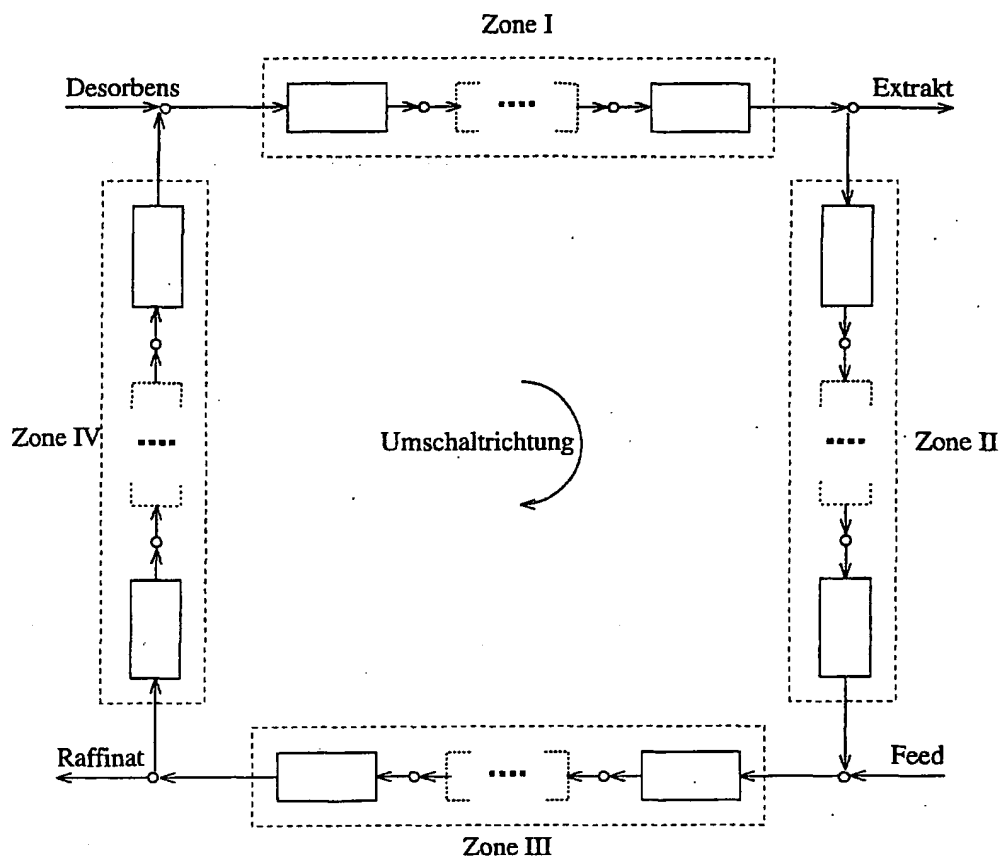 Zone I
Desorbens
Extrakt
Zone IV
Umschaltrichtung
Zone II
Raffinat
Feed
Zone III